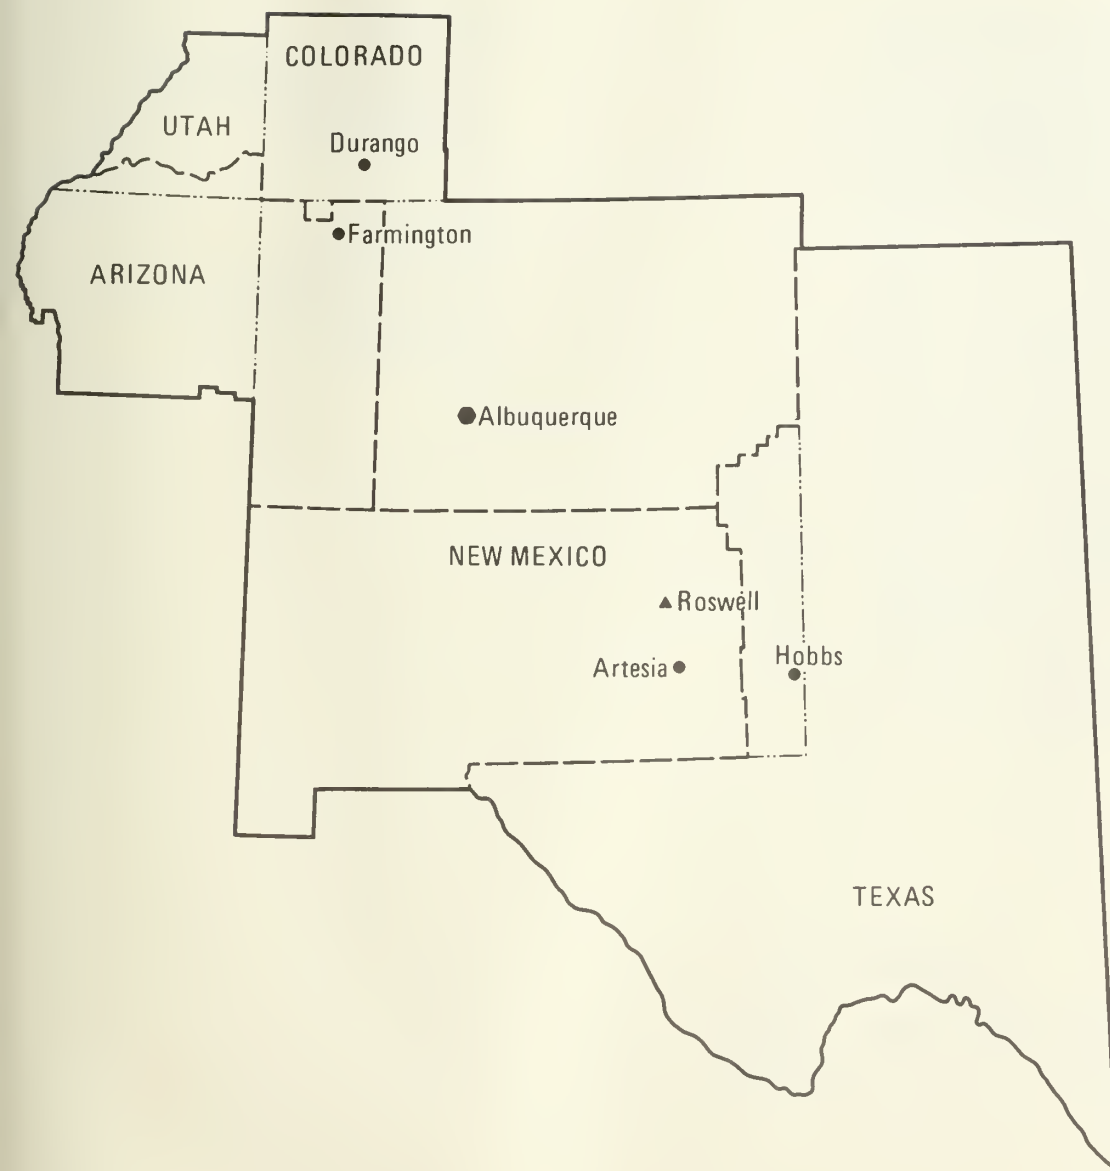 COLORADO
UTAH
Durango
Farmington
ARIZONA
Albuquerque
NEW MEXICO
Roswell
Hobbs
Artesia
TEXAS